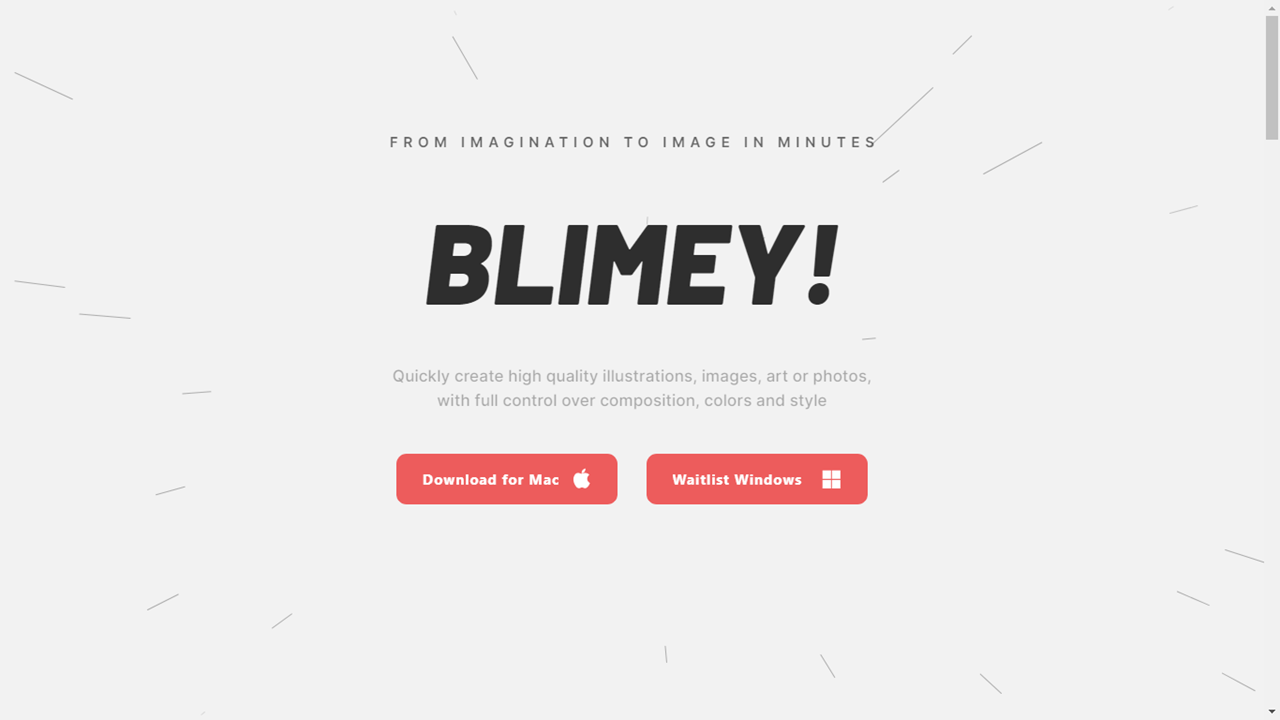 FROM IMAGINATION TO IMAGE IN MINUTES
BLIMEY!
Quickly create high quality illustrations, images, art or photos,
with full control over composition, colors and style
Download for Mac
Waitlist Windows